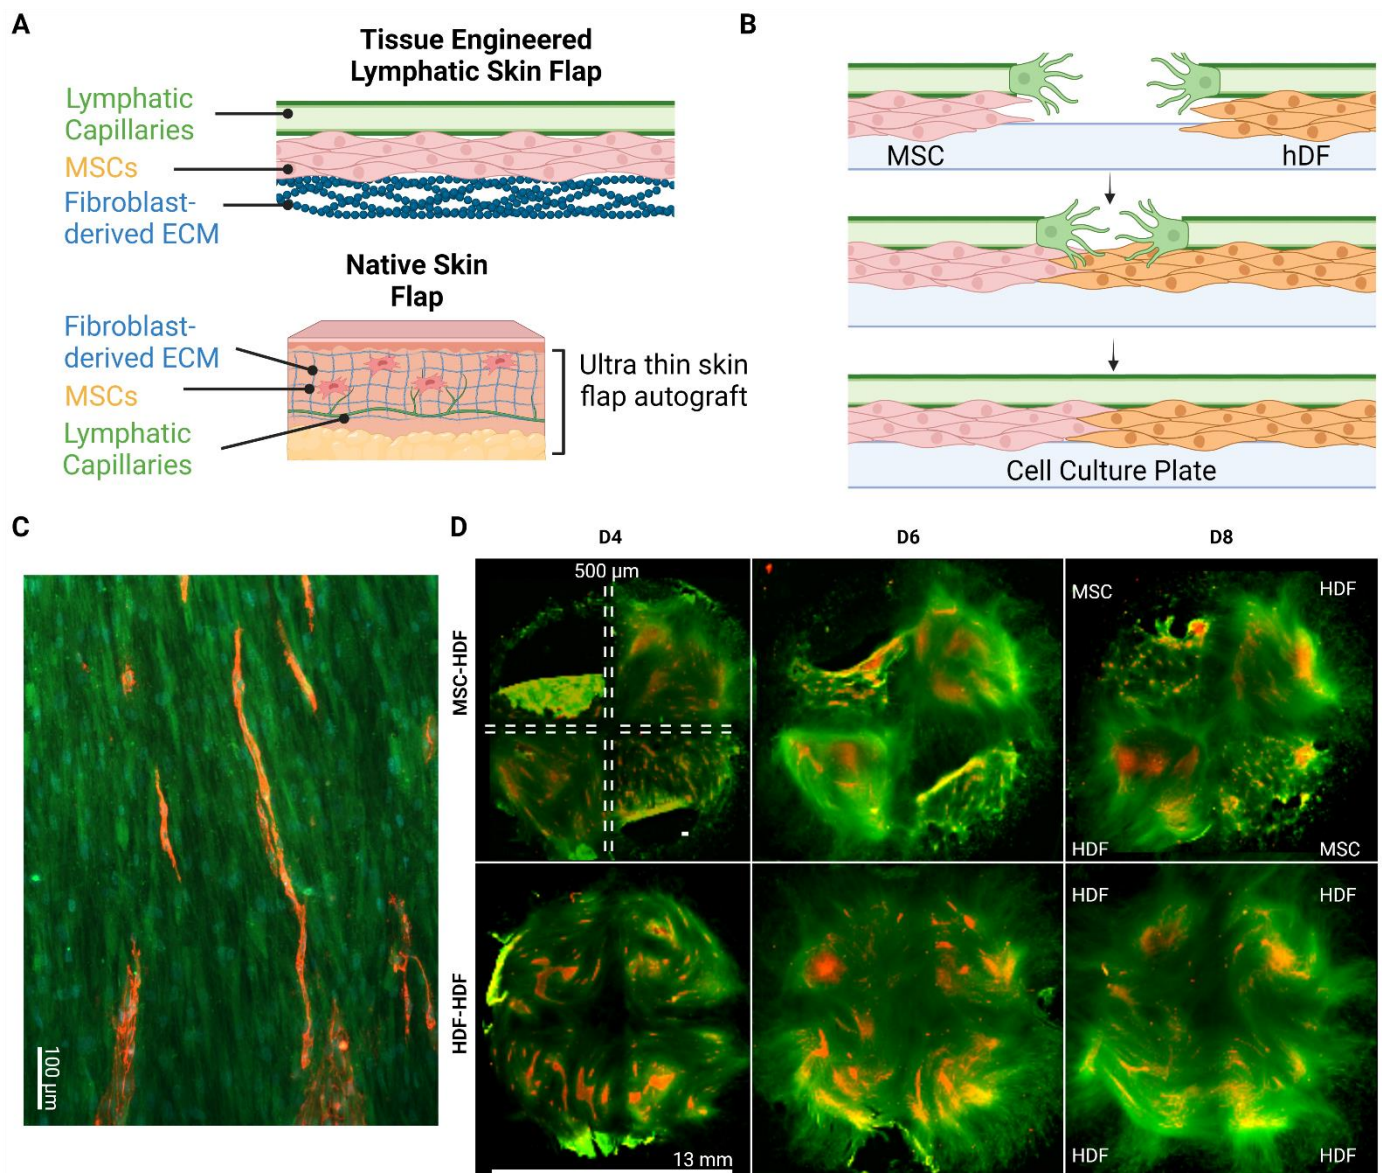 A
Tissue Engineered
Lymphatic Skin Flap
Lymphatic
Capillaries
MSCs
Fibroblast-
derived ECM
Native Skin
Flap
Fibroblast-
derived ECM
MSCs
Lymphatic
Capillaries
Ultra thin skin
flap autograft
B
MSC
hDF
Cell Culture Plate
C
100 µm
D
D4
D6
D8
MSC-HDF
500 µm
MSC
HDF
HDF
MSC
HDF-HDF
13 mm
HDF
HDF
HDF
HDF